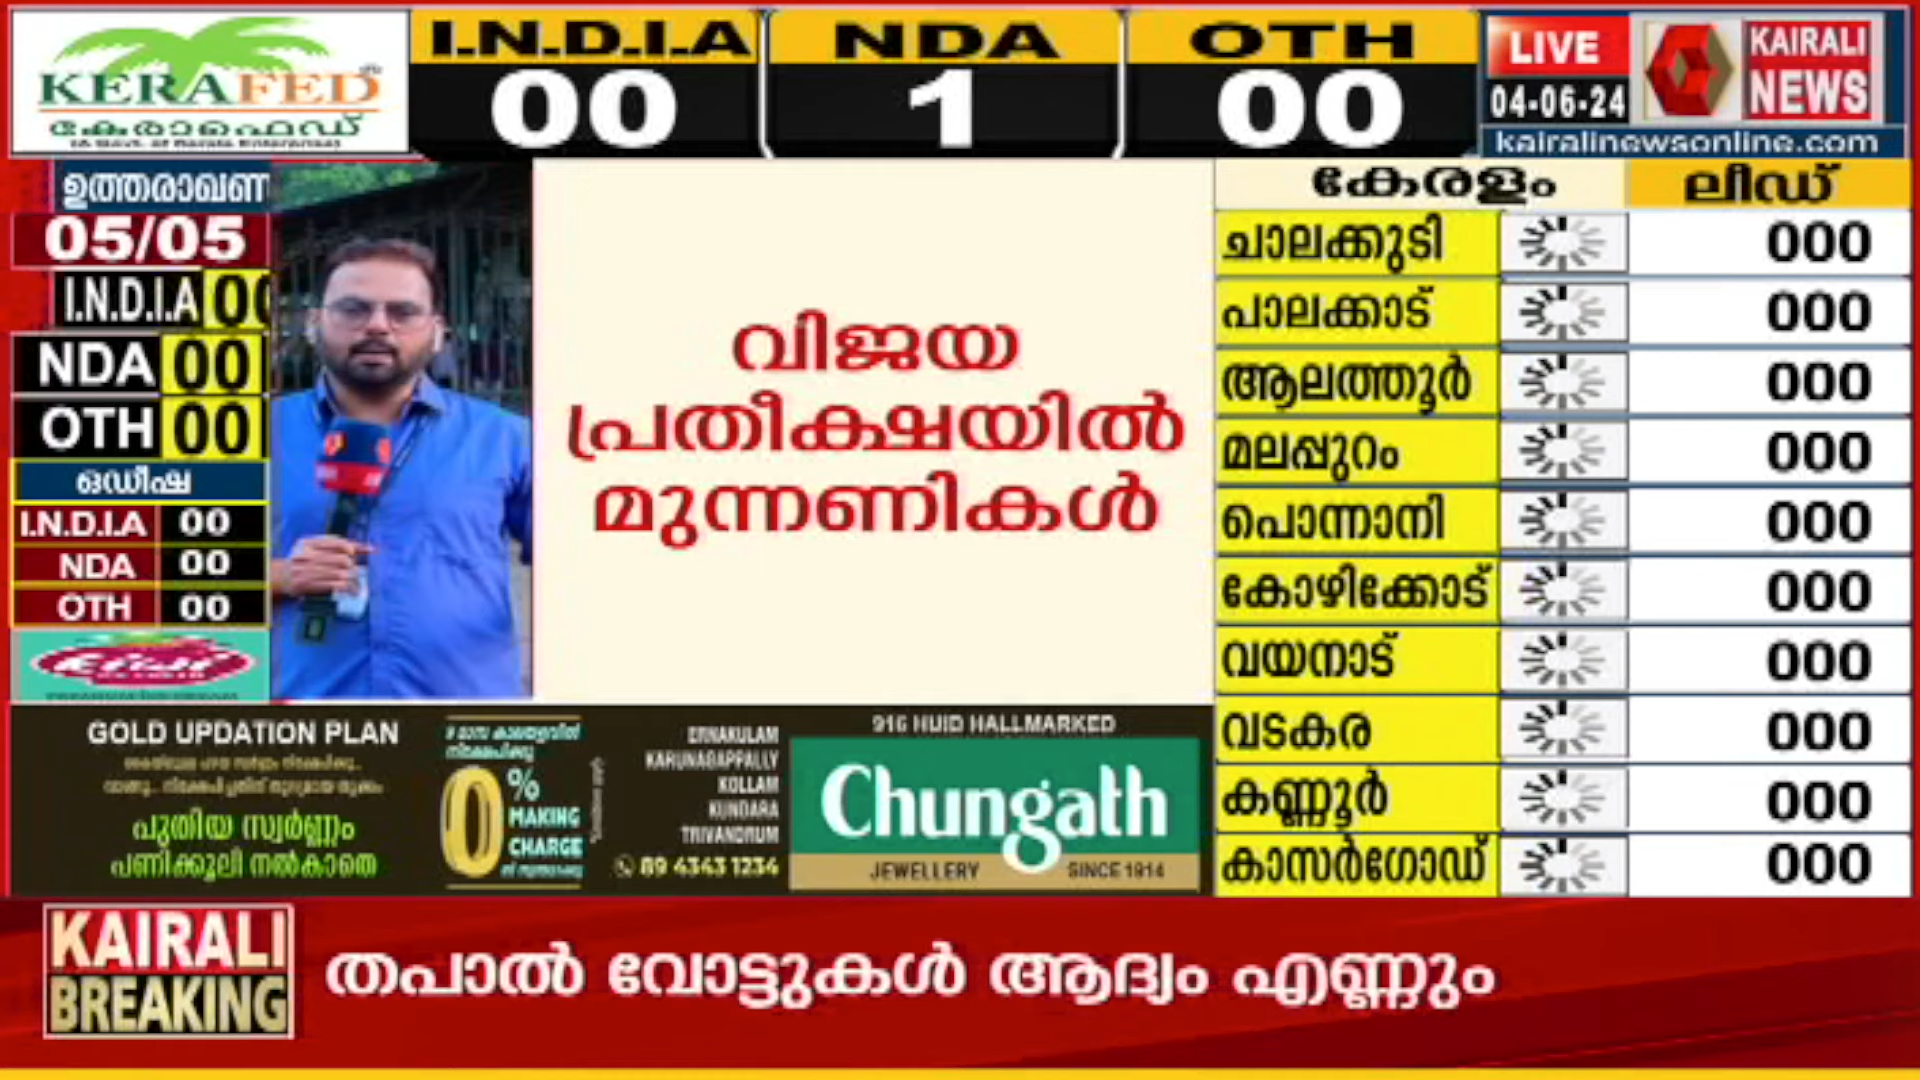 KERAFED
കേരാഫെഡ്
I.N.D.I.A
00
NDA
1
OTH
00
LIVE
04-06-24
KAIRALI
NEWS
kairalinewsonline.com
05/05
I.N.D.I.A
NDA 00
OTH 00
ഒഡീഷ
I.N.D.I.A 00
NDA 00
OTH 00
വിജയ
പ്രതീക്ഷയിൽ
മുന്നണികൾ
കേരളം ലീഡ്
ചാലക്കുടി 000
പാലക്കാട് 000
ആലത്തൂർ 000
മലപ്പുറം 000
പൊന്നാനി 000
കോഴിക്കോട് 000
വയനാട് 000
വടകര 000
കണ്ണൂർ 000
കാസർഗോഡ് 000
GOLD UPDATION PLAN
പുതിയ സ്വർണ്ണം
പണിക്കൂലി നൽകാതെ
0%
MAKING
CHARGE
ERNAKULAM
KARUNAGAPPALLY
KOLLAM
KUNDARA
TRIVANDRUM
89 4343 1234
916 HUID HALLMARKED
Chungath
JEWELLERY SINCE 1914
KAIRALI
BREAKING
തപാൽ വോട്ടുകൾ ആദ്യം എണ്ണും